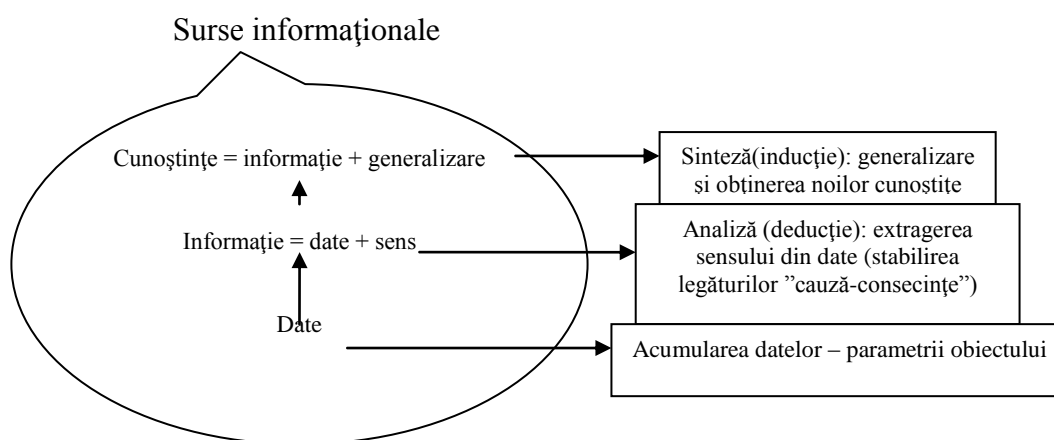 Surse informaţionale
Cunoştinţe = informaţie + generalizare
Sinteză(inducţie): generalizare
şi obţinerea noilor cunoştiţe
Informaţie = date + sens
Analiză (deducţie): extragerea
sensului din date (stabilirea
legăturilor ”cauză-consecinţe”)
Date
Acumularea datelor – parametrii obiectului